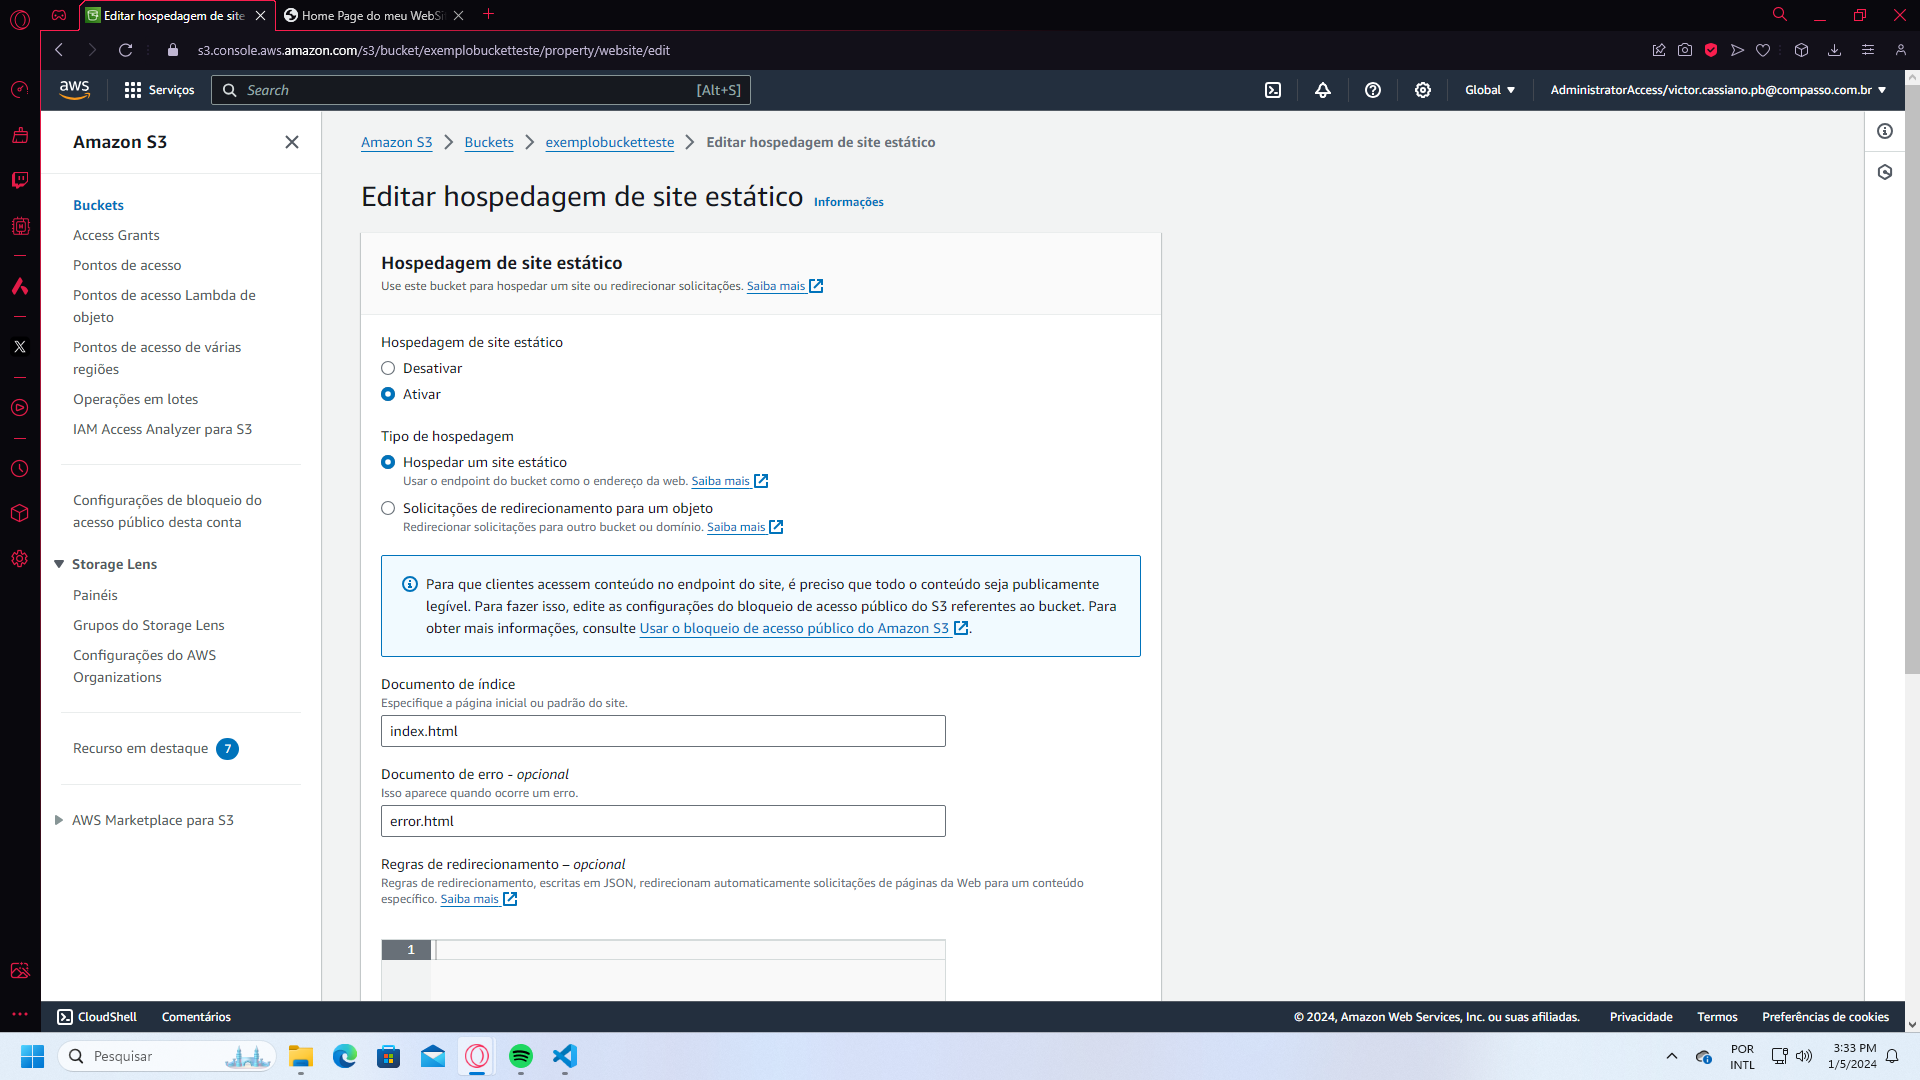 Editar hospedagem de site
Home Page do meu WebSi
s3.console.aws.amazon.com/s3/bucket/exemplobucketteste/property/website/edit
aws
Serviços
Search
[Alt+S]
Global
AdministratorAccess/victor.cassiano.pb@compasso.com.br
Amazon S3
Buckets
Access Grants
Pontos de acesso
Pontos de acesso Lambda de
objeto
Pontos de acesso de várias
regiões
Operações em lotes
IAM Access Analyzer para S3
Configurações de bloqueio do
acesso público desta conta
Storage Lens
Painéis
Grupos do Storage Lens
Configurações do AWS
Organizations
Recurso em destaque 7
AWS Marketplace para S3
Amazon S3 > Buckets > exemplobucketteste > Editar hospedagem de site estático
Editar hospedagem de site estático Informações
Hospedagem de site estático
Use este bucket para hospedar um site ou redirecionar solicitações. Saiba mais
Hospedagem de site estático
Desativar
Ativar
Tipo de hospedagem
Hospedar um site estático
Usar o endpoint do bucket como o endereço da web. Saiba mais
Solicitações de redirecionamento para um objeto
Redirecionar solicitações para outro bucket ou domínio. Saiba mais
Para que clientes acessem conteúdo no endpoint do site, é preciso que todo o conteúdo seja publicamente
legível. Para fazer isso, edite as configurações do bloqueio de acesso público do S3 referentes ao bucket. Para
obter mais informações, consulte Usar o bloqueio de acesso público do Amazon S3.
Documento de índice
Especifique a página inicial ou padrão do site.
index.html
Documento de erro - opcional
Isso aparece quando ocorre um erro.
error.html
Regras de redirecionamento – opcional
Regras de redirecionamento, escritas em JSON, redirecionam automaticamente solicitações de páginas da Web para um conteúdo
específico. Saiba mais
1
CloudShell
Comentários
© 2024, Amazon Web Services, Inc. ou suas afiliadas.
Privacidade
Termos
Preferências de cookies
Pesquisar
POR
INTL
3:33 PM
1/5/2024